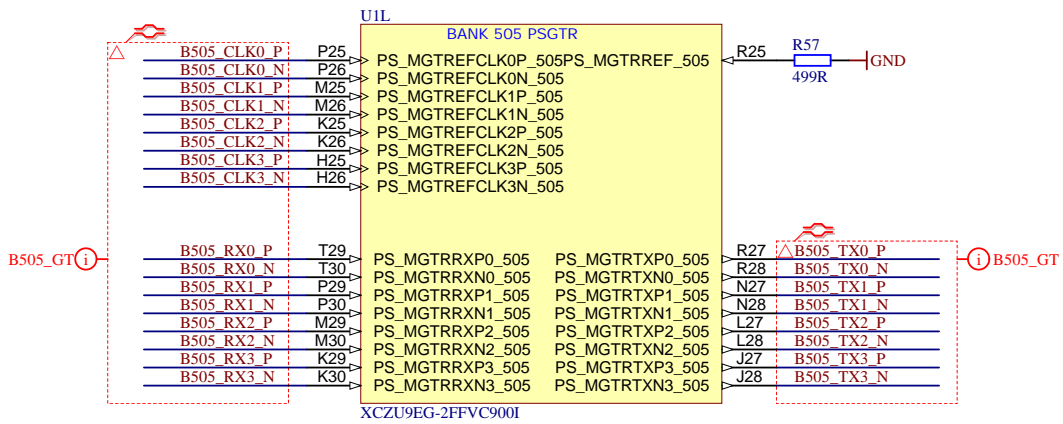 U1L
BANK 505 PSGTR
B505_CLK0_P P25 PS_MGTREFCLK0P_505 PS_MGTRREF_505 R25 R57 GND
499R
B505_CLK0_N P26 PS_MGTREFCLK0N_505
B505_CLK1_P M25 PS_MGTREFCLK1P_505
B505_CLK1_N M26 PS_MGTREFCLK1N_505
B505_CLK2_P K25 PS_MGTREFCLK2P_505
B505_CLK2_N K26 PS_MGTREFCLK2N_505
B505_CLK3_P H25 PS_MGTREFCLK3P_505
B505_CLK3_N H26 PS_MGTREFCLK3N_505
B505_GT i B505_RX0_P T29 PS_MGTRRXP0_505 PS_MGTRTXP0_505 R27 B505_TX0_P i B505_GT
B505_RX0_N T30 PS_MGTRRXN0_505 PS_MGTRTXN0_505 R28 B505_TX0_N
B505_RX1_P P29 PS_MGTRRXP1_505 PS_MGTRTXP1_505 N27 B505_TX1_P
B505_RX1_N P30 PS_MGTRRXN1_505 PS_MGTRTXN1_505 N28 B505_TX1_N
B505_RX2_P M29 PS_MGTRRXP2_505 PS_MGTRTXP2_505 L27 B505_TX2_P
B505_RX2_N M30 PS_MGTRRXN2_505 PS_MGTRTXN2_505 L28 B505_TX2_N
B505_RX3_P K29 PS_MGTRRXP3_505 PS_MGTRTXP3_505 J27 B505_TX3_P
B505_RX3_N K30 PS_MGTRRXN3_505 PS_MGTRTXN3_505 J28 B505_TX3_N
XCZU9EG-2FFVC900I